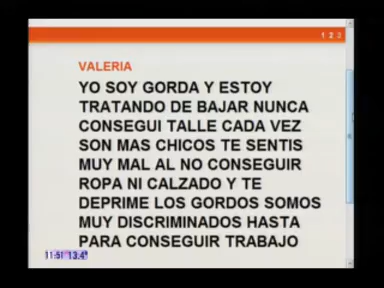 1 2 3
VALERIA
YO SOY GORDA Y ESTOY
TRATANDO DE BAJAR NUNCA
CONSEGUI TALLE CADA VEZ
SON MAS CHICOS TE SENTIS
MUY MAL AL NO CONSEGUIR
ROPA NI CALZADO Y TE
DEPRIME LOS GORDOS SOMOS
MUY DISCRIMINADOS HASTA
PARA CONSEGUIR TRABAJO
11:51 13.4°